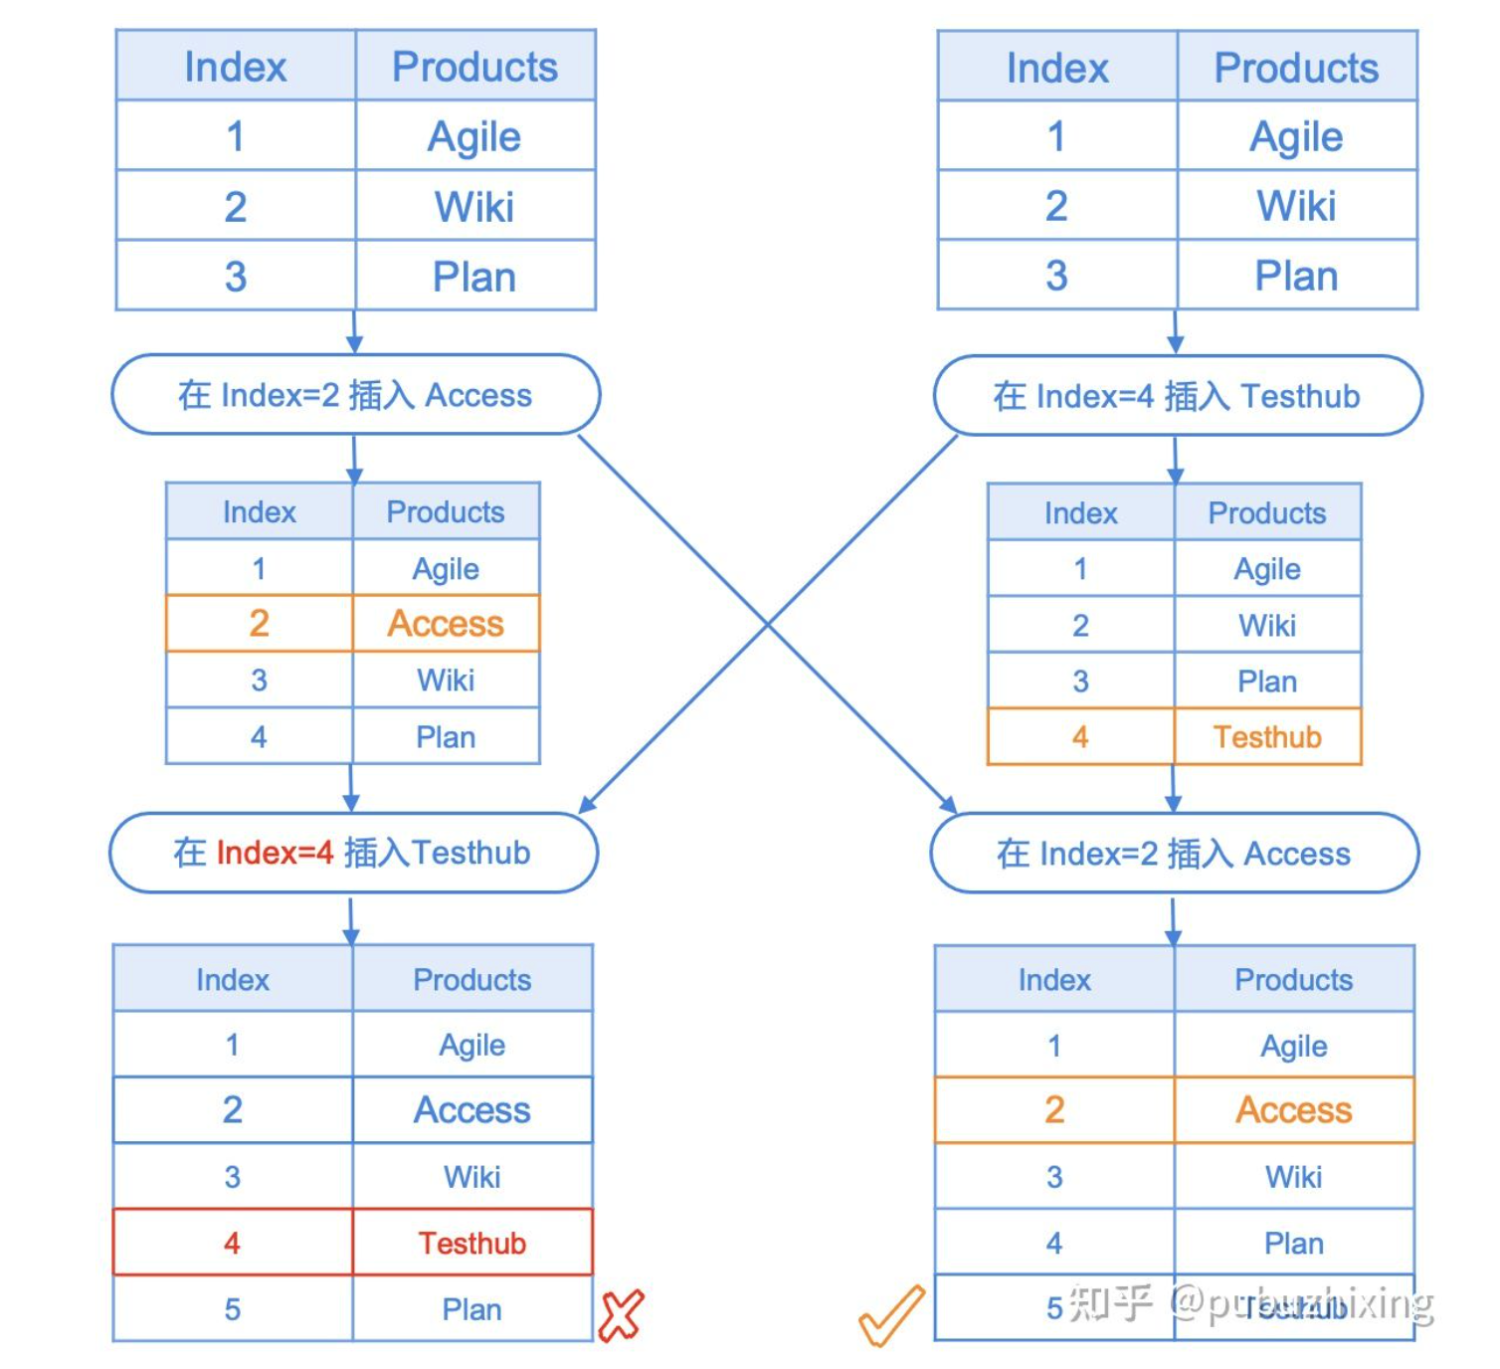 Index Products
1 Agile
2 Wiki
3 Plan
在 Index=2 插入 Access
Index Products
1 Agile
2 Access
3 Wiki
4 Plan
在 Index=4 插入Testhub
Index Products
1 Agile
2 Access
3 Wiki
4 Testhub
5 Plan
Index Products
1 Agile
2 Wiki
3 Plan
在 Index=4 插入 Testhub
Index Products
1 Agile
2 Wiki
3 Plan
4 Testhub
在 Index=2 插入 Access
Index Products
1 Agile
2 Access
3 Wiki
4 Plan
5 Testhub
知乎 @pubuzhixing